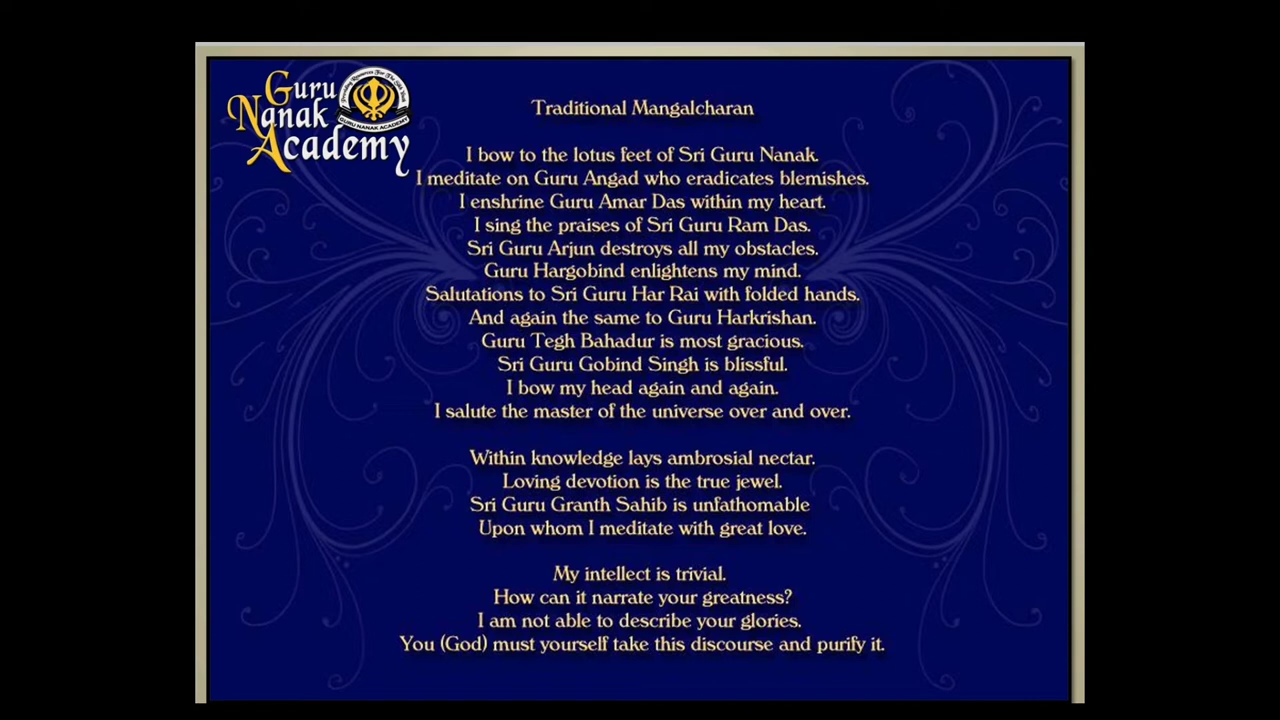 Guru
Nanak
Academy
GURU NANAK ACADEMY
Traditional Mangalcharan
I bow to the lotus feet of Sri Guru Nanak.
I meditate on Guru Angad who eradicates blemishes.
I enshrine Guru Amar Das within my heart.
I sing the praises of Sri Guru Ram Das.
Sri Guru Arjun destroys all my obstacles.
Guru Hargobind enlightens my mind.
Salutations to Sri Guru Har Rai with folded hands.
And again the same to Guru Harkrishan.
Guru Tegh Bahadur is most gracious.
Sri Guru Gobind Singh is blissful.
I bow my head again and again.
I salute the master of the universe over and over.
Within knowledge lays ambrosial nectar.
Loving devotion is the true jewel.
Sri Guru Granth Sahib is unfathomable
Upon whom I meditate with great love.
My intellect is trivial.
How can it narrate your greatness?
I am not able to describe your glories.
You (God) must yourself take this discourse and purify it.